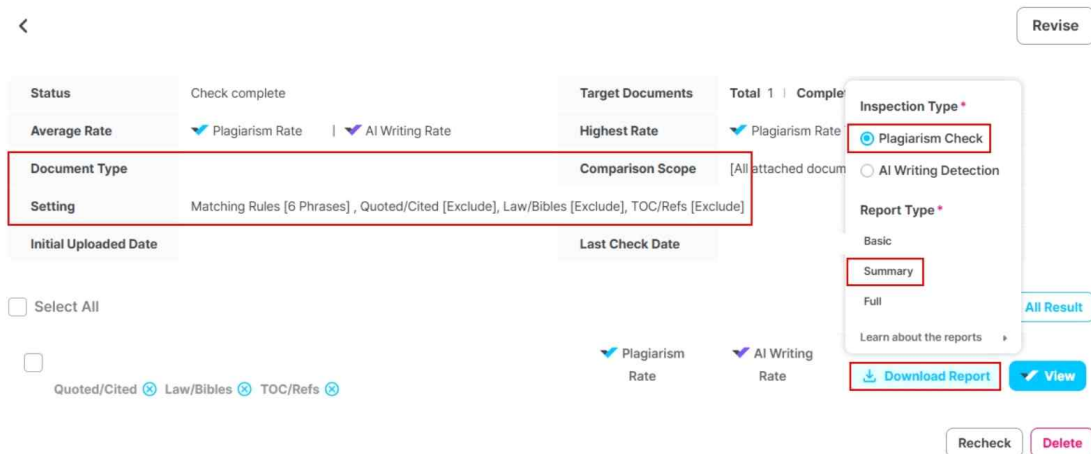 Revise
Status Check complete Target Documents Total 1 | Comple
Inspection Type *
Average Rate Plagiarism Rate | AI Writing Rate Highest Rate Plagiarism Rate
Plagiarism Check
Document Type Comparison Scope [All attached docum
AI Writing Detection
Setting Matching Rules [6 Phrases] , Quoted/Cited [Exclude], Law/Bibles [Exclude], TOC/Refs [Exclude]
Report Type *
Initial Uploaded Date Last Check Date
Basic
Summary
Full
Select All All Result
Learn about the reports
Plagiarism Rate AI Writing Rate
Download Report View
Quoted/Cited Law/Bibles TOC/Refs
Recheck Delete